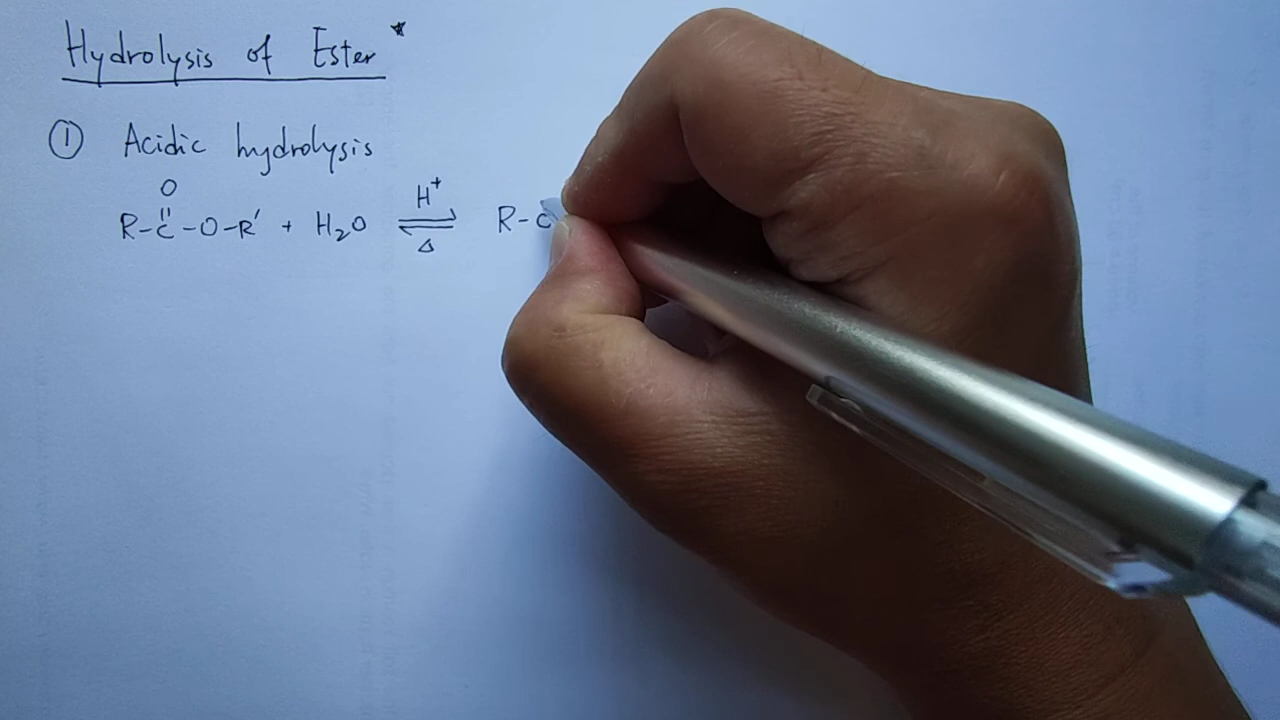 Hydrolysis of Ester *
① Acidic hydrolysis
O
R-C-O-R' + H₂O ⇌ R-C
H⁺
Δ